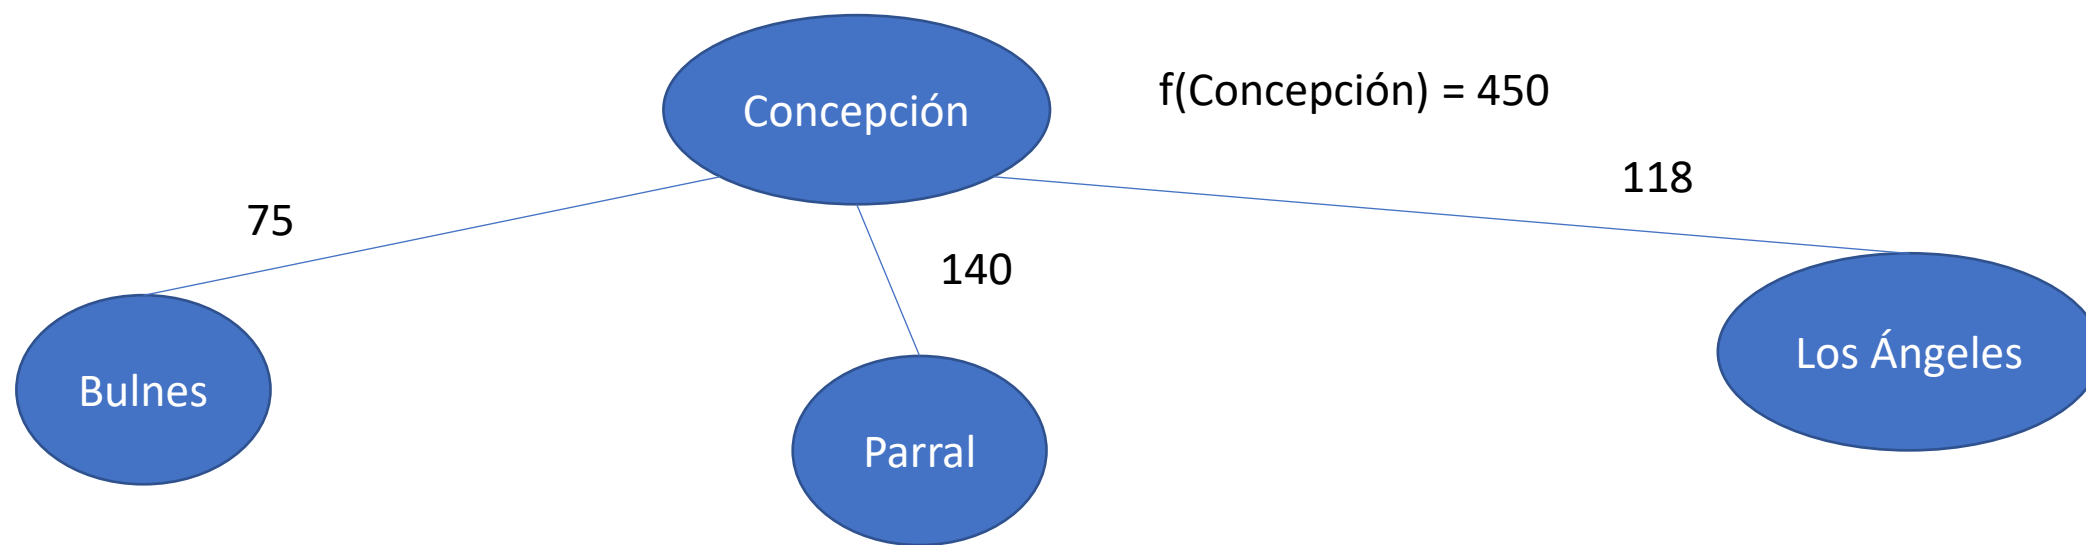 Concepción
f(Concepción) = 450
118
75
140
Los Ángeles
Bulnes
Parral